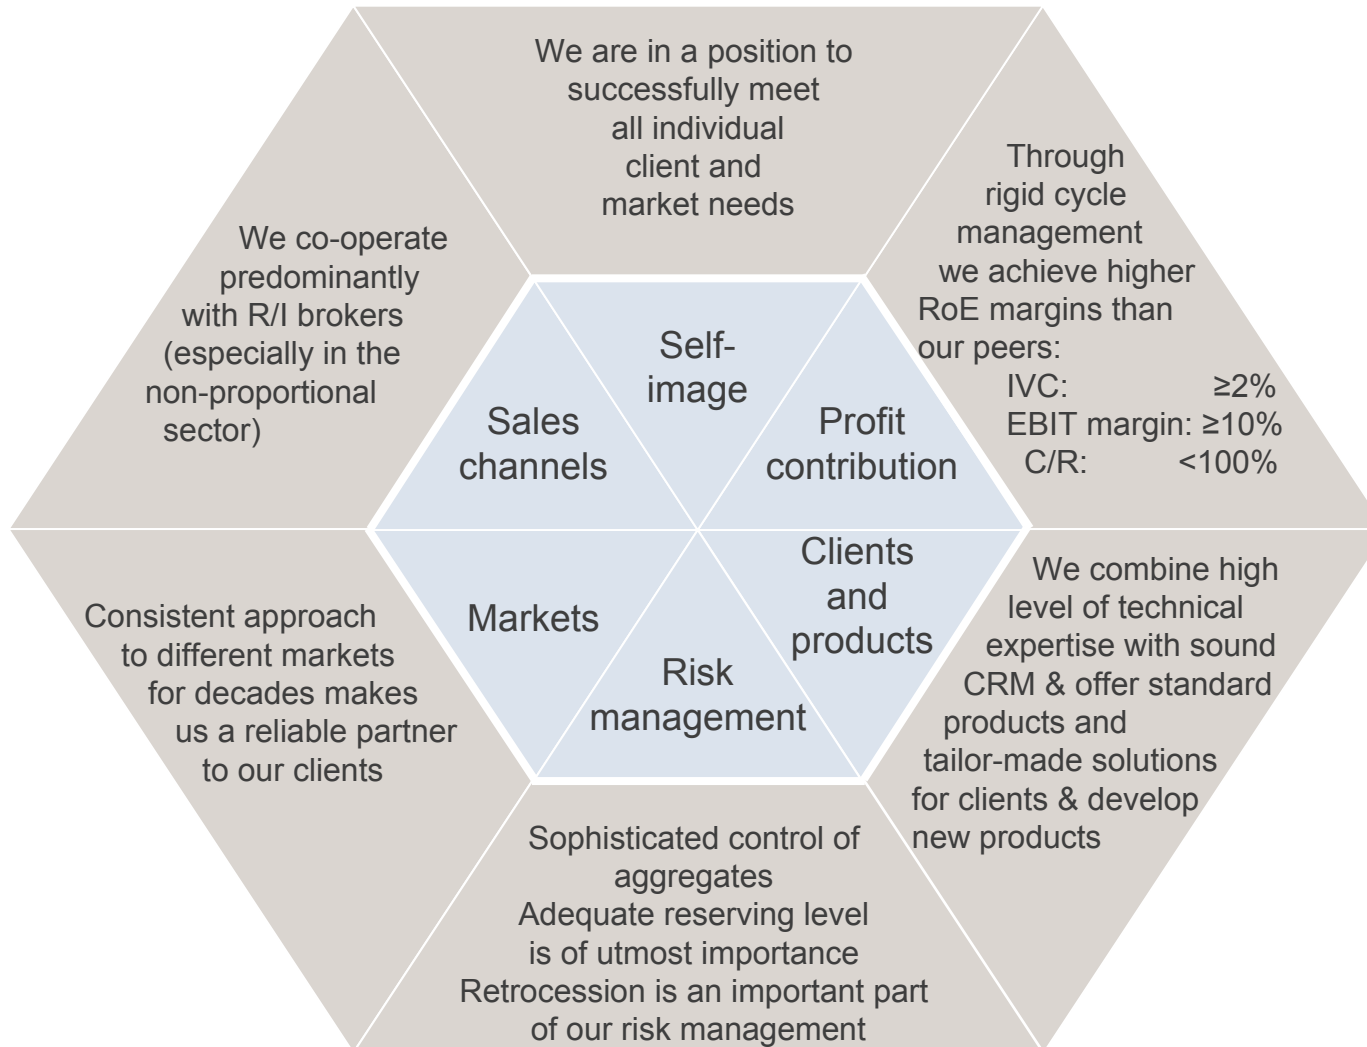 We are in a position to
successfully meet
all individual
client and
market needs
Through
rigid cycle
management
we achieve higher
RoE margins than
our peers:
IVC: ≥2%
EBIT margin: ≥10%
C/R: <100%
We co-operate
predominantly
with R/I brokers
(especially in the
non-proportional
sector)
Self-
image
Sales
channels
Profit
contribution
Markets
Clients
and
products
Risk
management
Consistent approach
to different markets
for decades makes
us a reliable partner
to our clients
We combine high
level of technical
expertise with sound
CRM & offer standard
products and
tailor-made solutions
for clients & develop
new products
Sophisticated control of
aggregates
Adequate reserving level
is of utmost importance
Retrocession is an important part
of our risk management